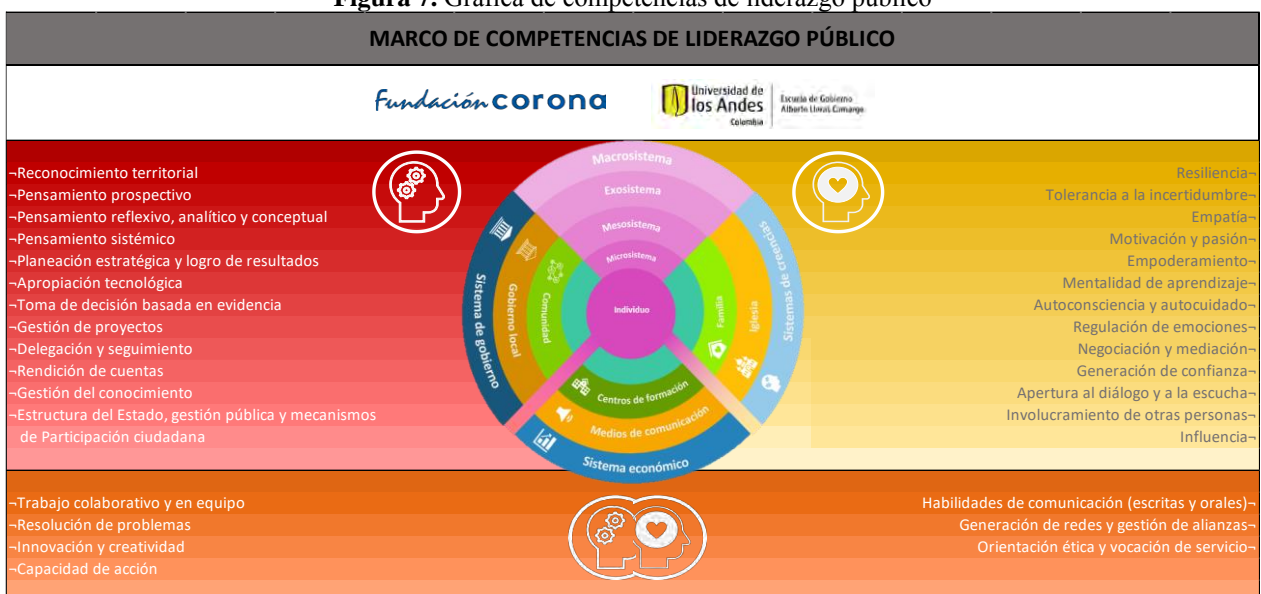 Figura 7. Gráfica de competencias de liderazgo público
MARCO DE COMPETENCIAS DE LIDERAZGO PÚBLICO
Fundación corona
Universidad de
los Andes
Colombia
Escuela de Gobierno
Alberto Lleras Camargo
¬Reconocimiento territorial
¬Pensamiento prospectivo
¬Pensamiento reflexivo, analítico y conceptual
¬Pensamiento sistémico
¬Planeación estratégica y logro de resultados
¬Apropiación tecnológica
¬Toma de decisión basada en evidencia
¬Gestión de proyectos
¬Delegación y seguimiento
¬Rendición de cuentas
¬Gestión del conocimiento
¬Estructura del Estado, gestión pública y mecanismos
de Participación ciudadana
Macrosistema
Exosistema
Mesosistema
Microsistema
Individuo
Sistema de gobierno
Gobierno local
Comunidad
Familia
Iglesia
Sistemas de creencias
Centros de formación
Medios de comunicación
Sistema económico
Resiliencia¬
Tolerancia a la incertidumbre¬
Empatía¬
Motivación y pasión¬
Empoderamiento¬
Mentalidad de aprendizaje¬
Autoconsciencia y autocuidado¬
Regulación de emociones¬
Negociación y mediación¬
Generación de confianza¬
Apertura al diálogo y a la escucha¬
Involucramiento de otras personas¬
Influencia¬
¬Trabajo colaborativo y en equipo
¬Resolución de problemas
¬Innovación y creatividad
¬Capacidad de acción
Habilidades de comunicación (escritas y orales)¬
Generación de redes y gestión de alianzas¬
Orientación ética y vocación de servicio¬